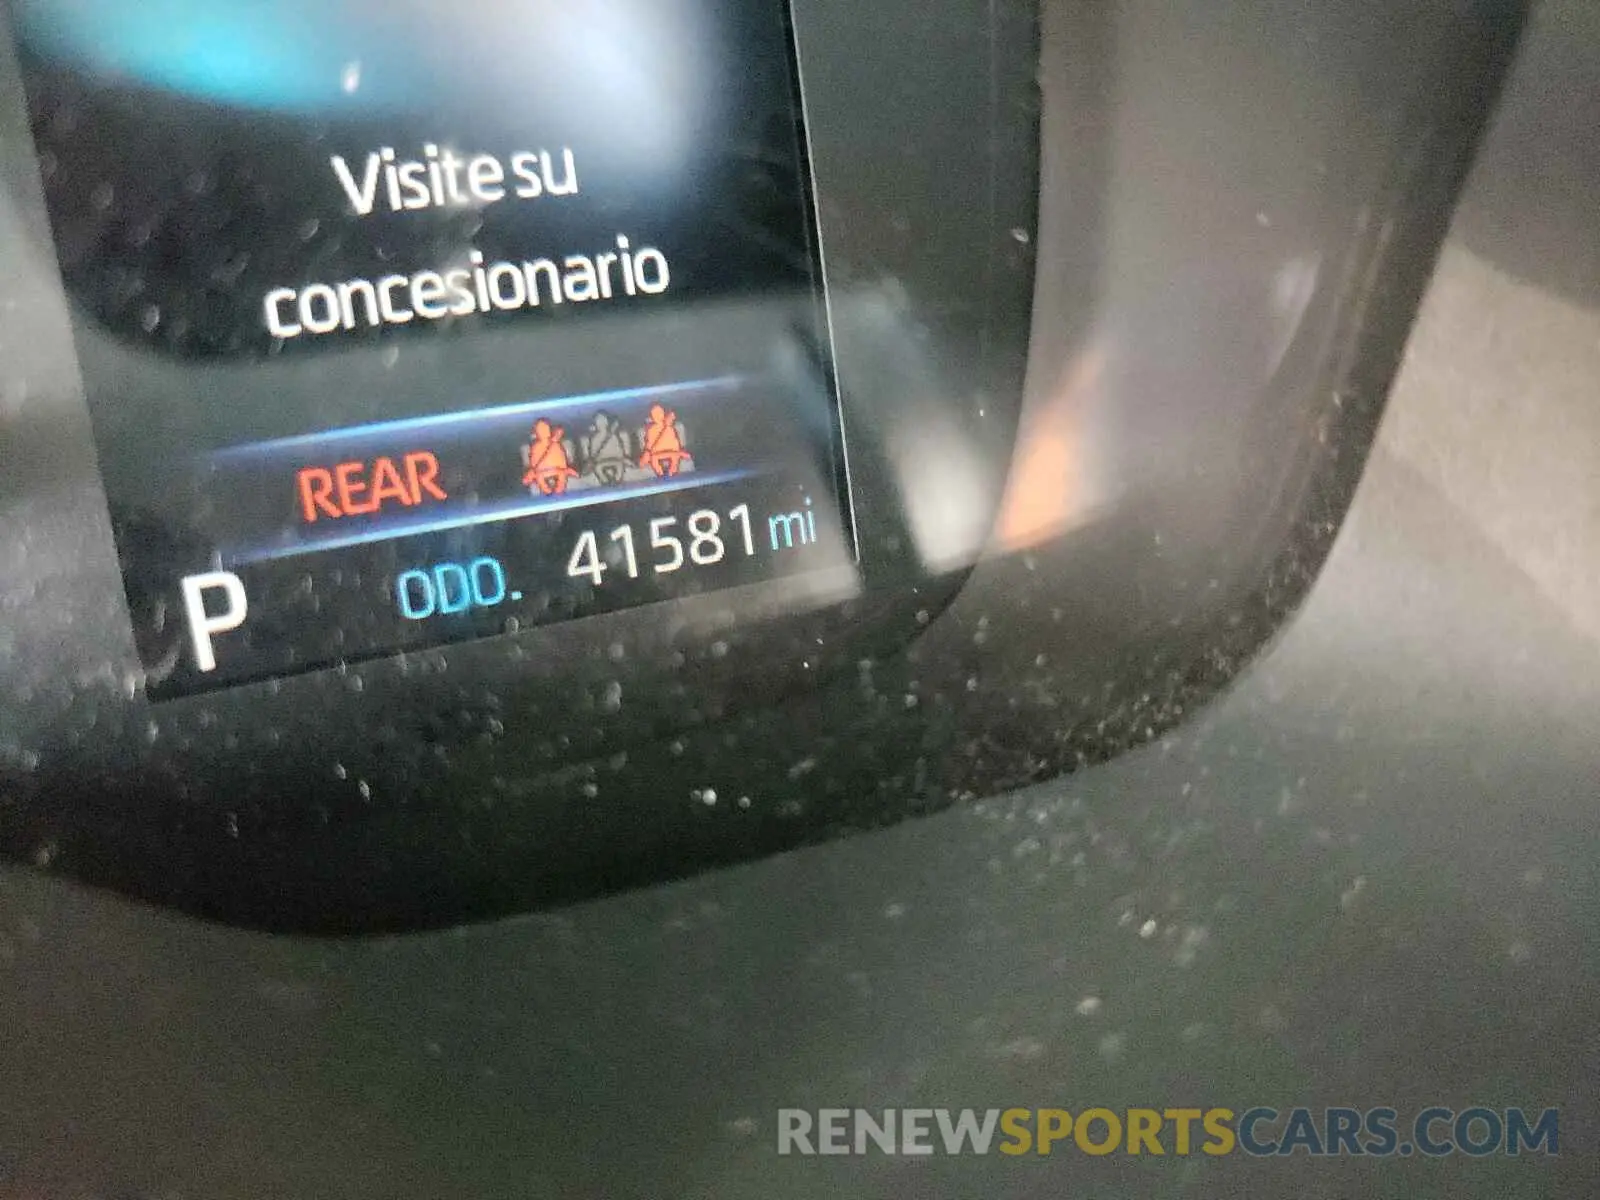 Visite su
concesionario
REAR
P ODO. 41581 mi
RENEWSPORTSCARS.COM